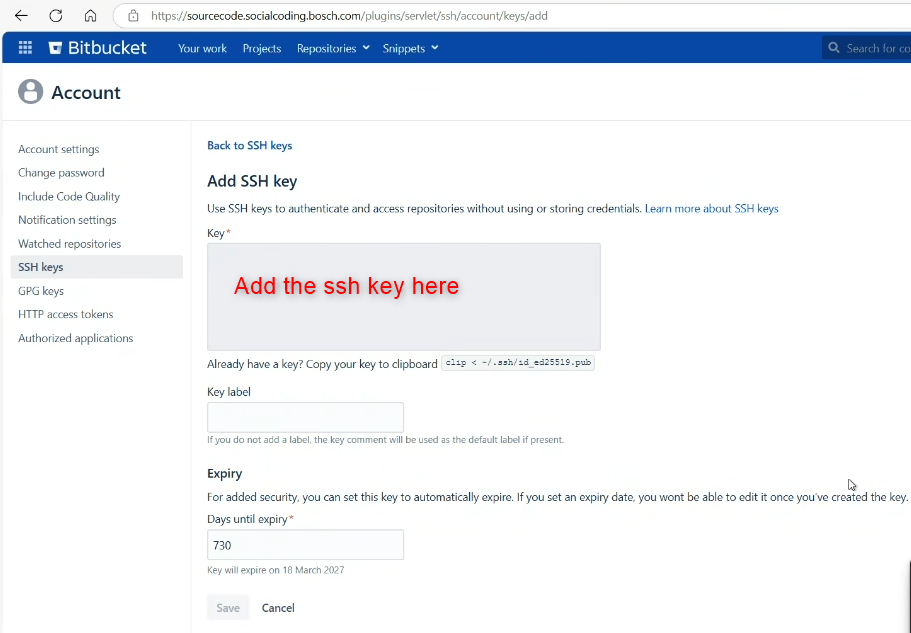 https://sourcecode.socialcoding.bosch.com/plugins/servlet/ssh/account/keys/add
Bitbucket Your work Projects Repositories Snippets Search for co
Account
Account settings
Change password
Include Code Quality
Notification settings
Watched repositories
SSH keys
GPG keys
HTTP access tokens
Authorized applications
Back to SSH keys
Add SSH key
Use SSH keys to authenticate and access repositories without using or storing credentials. Learn more about SSH keys
Key*
Add the ssh key here
Already have a key? Copy your key to clipboard clip < ~/.ssh/id_ed25519.pub
Key label
If you do not add a label, the key comment will be used as the default label if present.
Expiry
For added security, you can set this key to automatically expire. If you set an expiry date, you wont be able to edit it once you've created the key.
Days until expiry*
730
Key will expire on 18 March 2027
Save Cancel